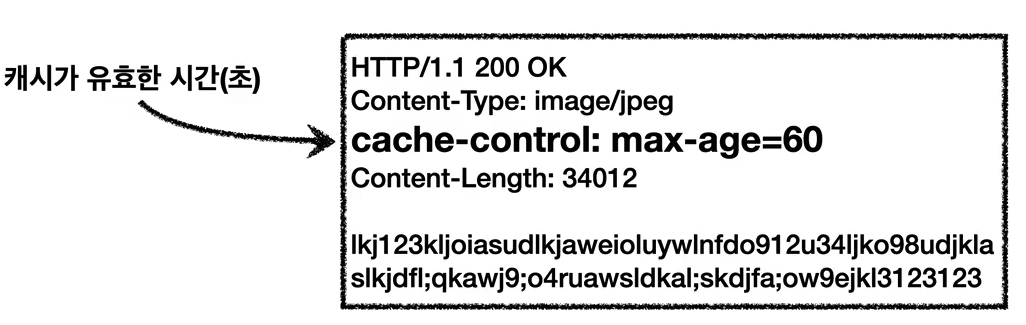 캐시가 유효한 시간(초)
HTTP/1.1 200 OK
Content-Type: image/jpeg
cache-control: max-age=60
Content-Length: 34012
lkj123kljoiasudlkjaweioluywlnfdo912u34ljko98udjkla
slkjdfl;qkawj9;o4ruawsldkal;skdjfa;ow9ejkl3123123